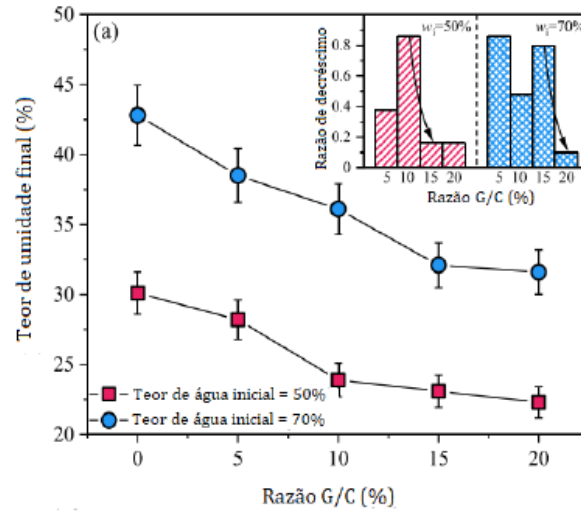 (a)
Teor de umidade final (%)
50
45
40
35
30
25
20
0 5 10 15 20
Razão G/C (%)
Teor de água inicial = 50%
Teor de água inicial = 70%
wᵢ=50% wᵢ=70%
Razão de decréscimo
0.8
0.6
0.4
0.2
0
5 10 15 20 5 10 15 20
Razão G/C (%)